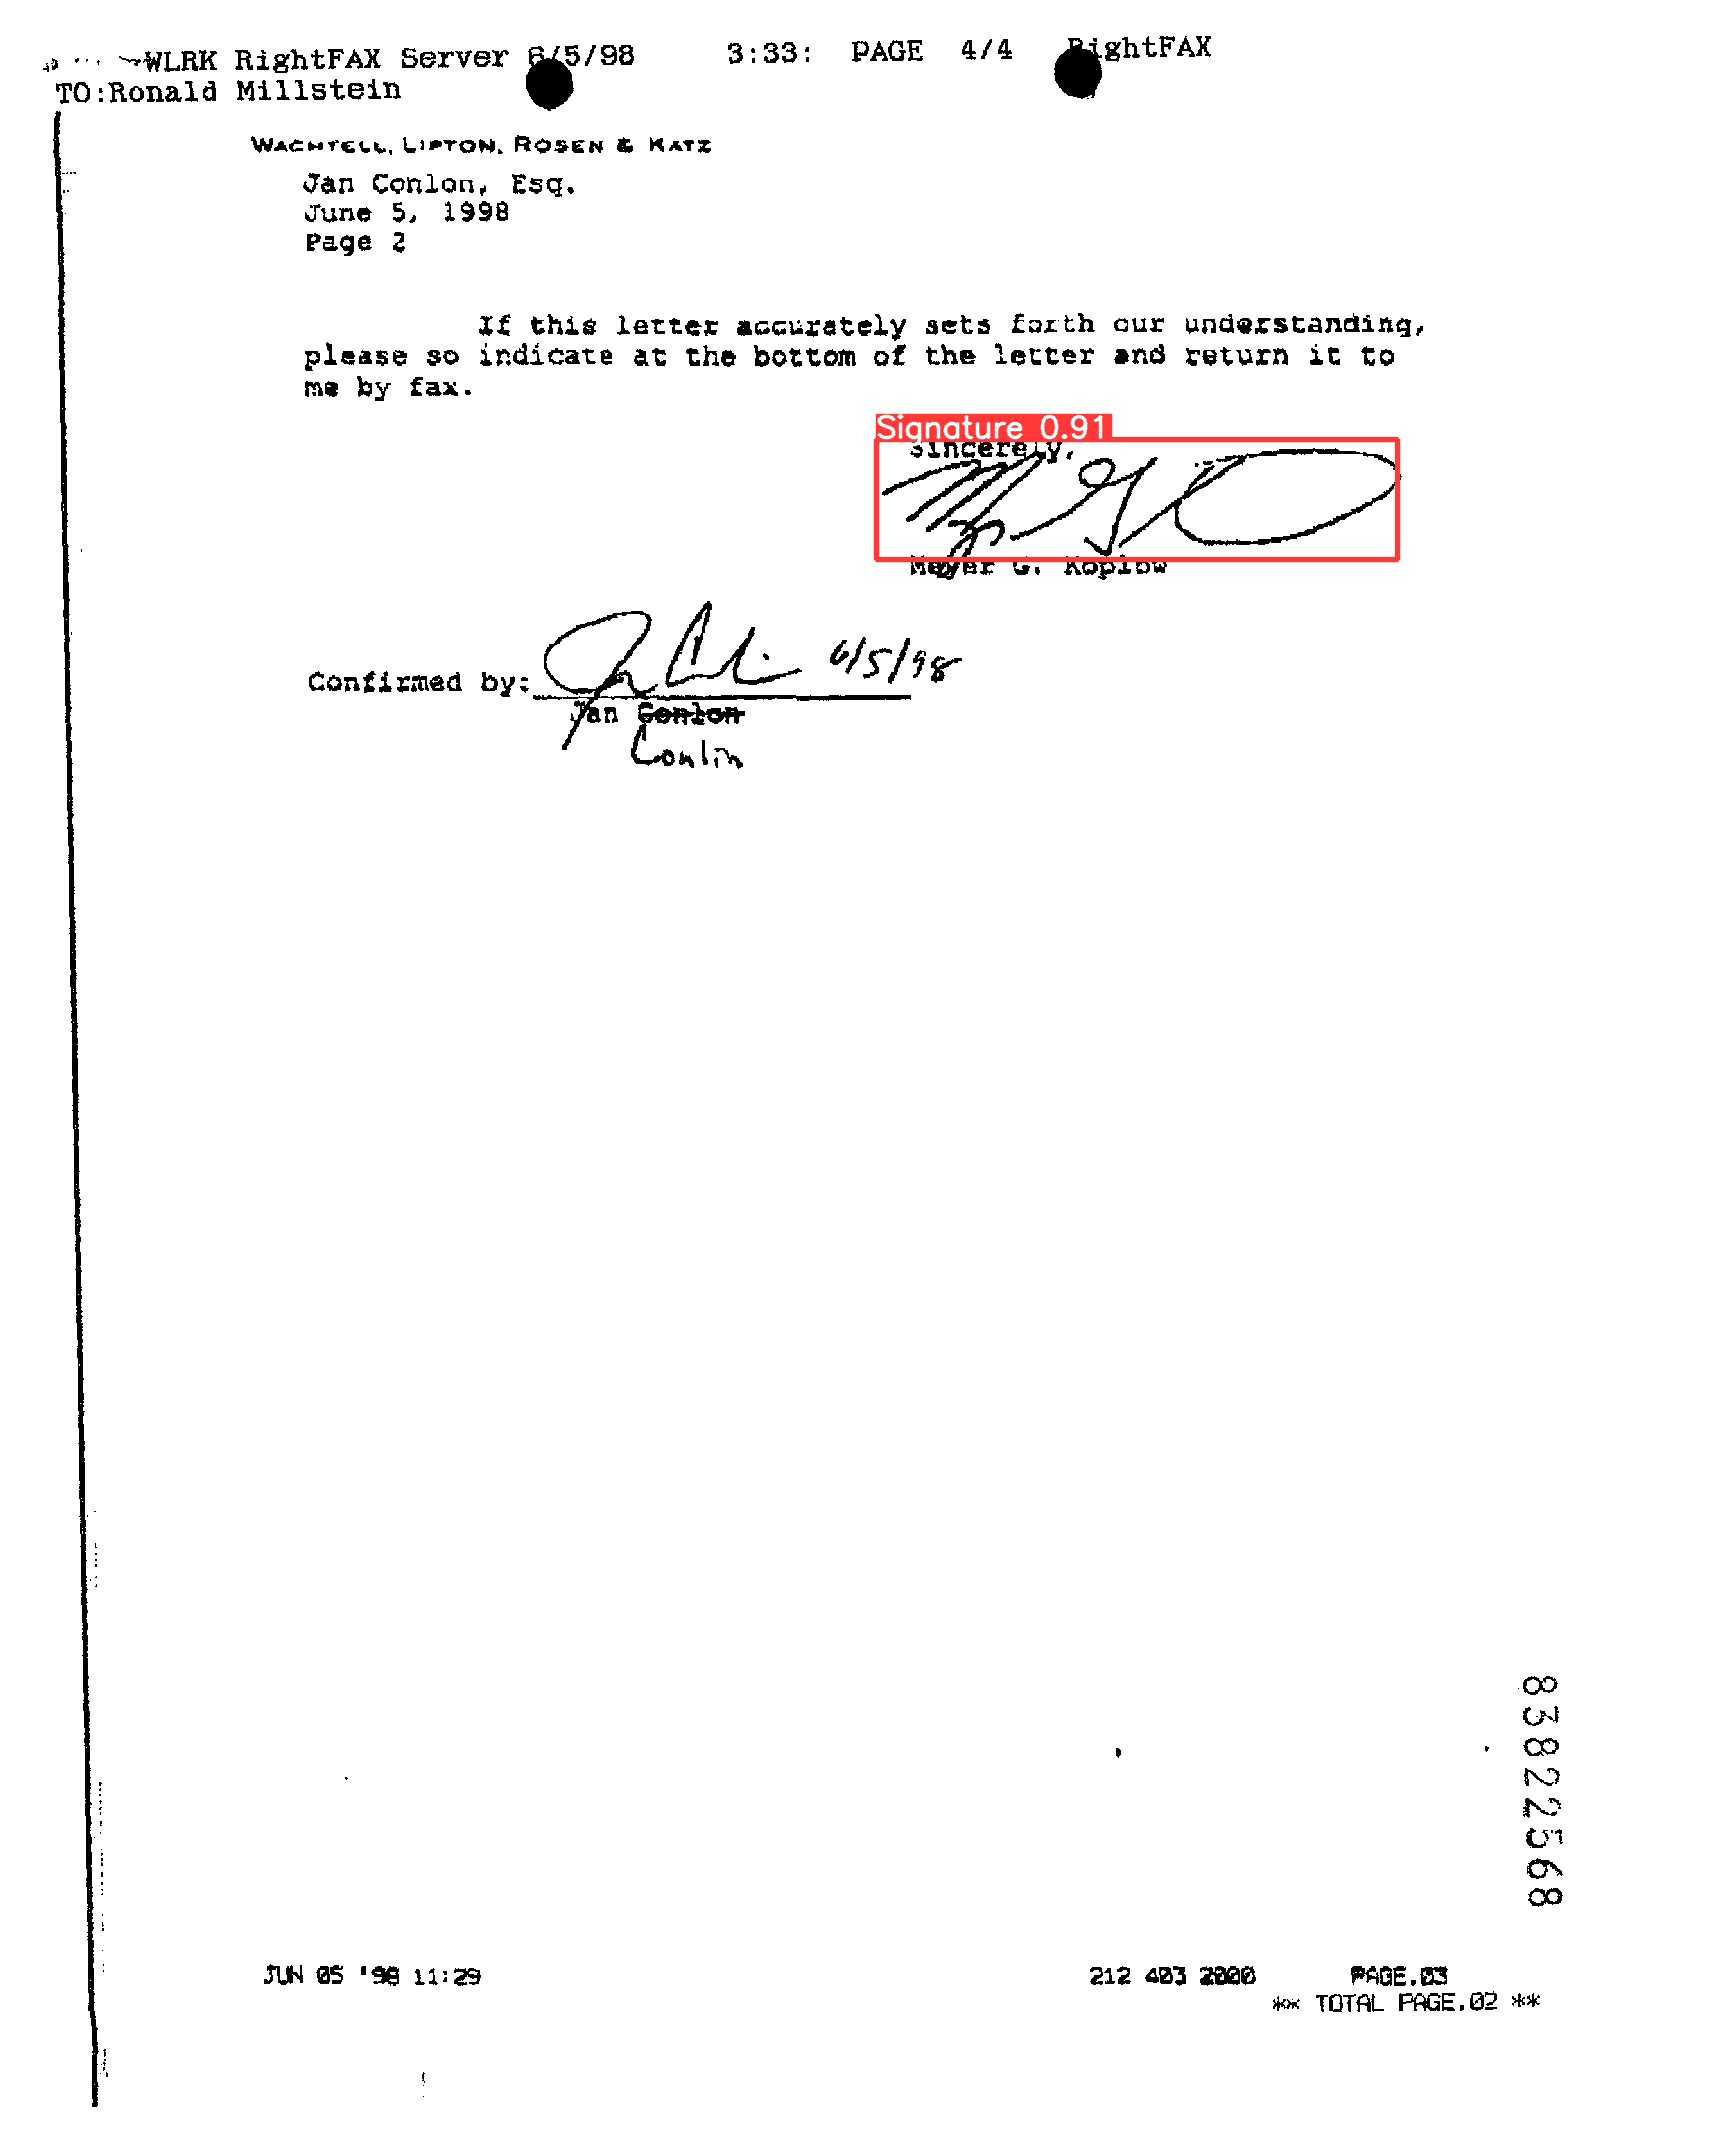 WLRK RightFAX Server 6/5/98 3:33: PAGE 4/4 RightFAX
TO:Ronald Millstein
WACHTELL, LIPTON, ROSEN & KATZ
Jan Conlon, Esq.
June 5, 1998
Page 2
If this letter accurately sets forth our understanding,
please so indicate at the bottom of the letter and return it to
me by fax.
Signature 0.91
Sincerely,
Meyer G. Koplow
6/5/98
Confirmed by:
Jan Conlon
Conlin
83822568
JUN 05 '98 11:29 212 403 2000 PAGE.03
** TOTAL PAGE.02 **